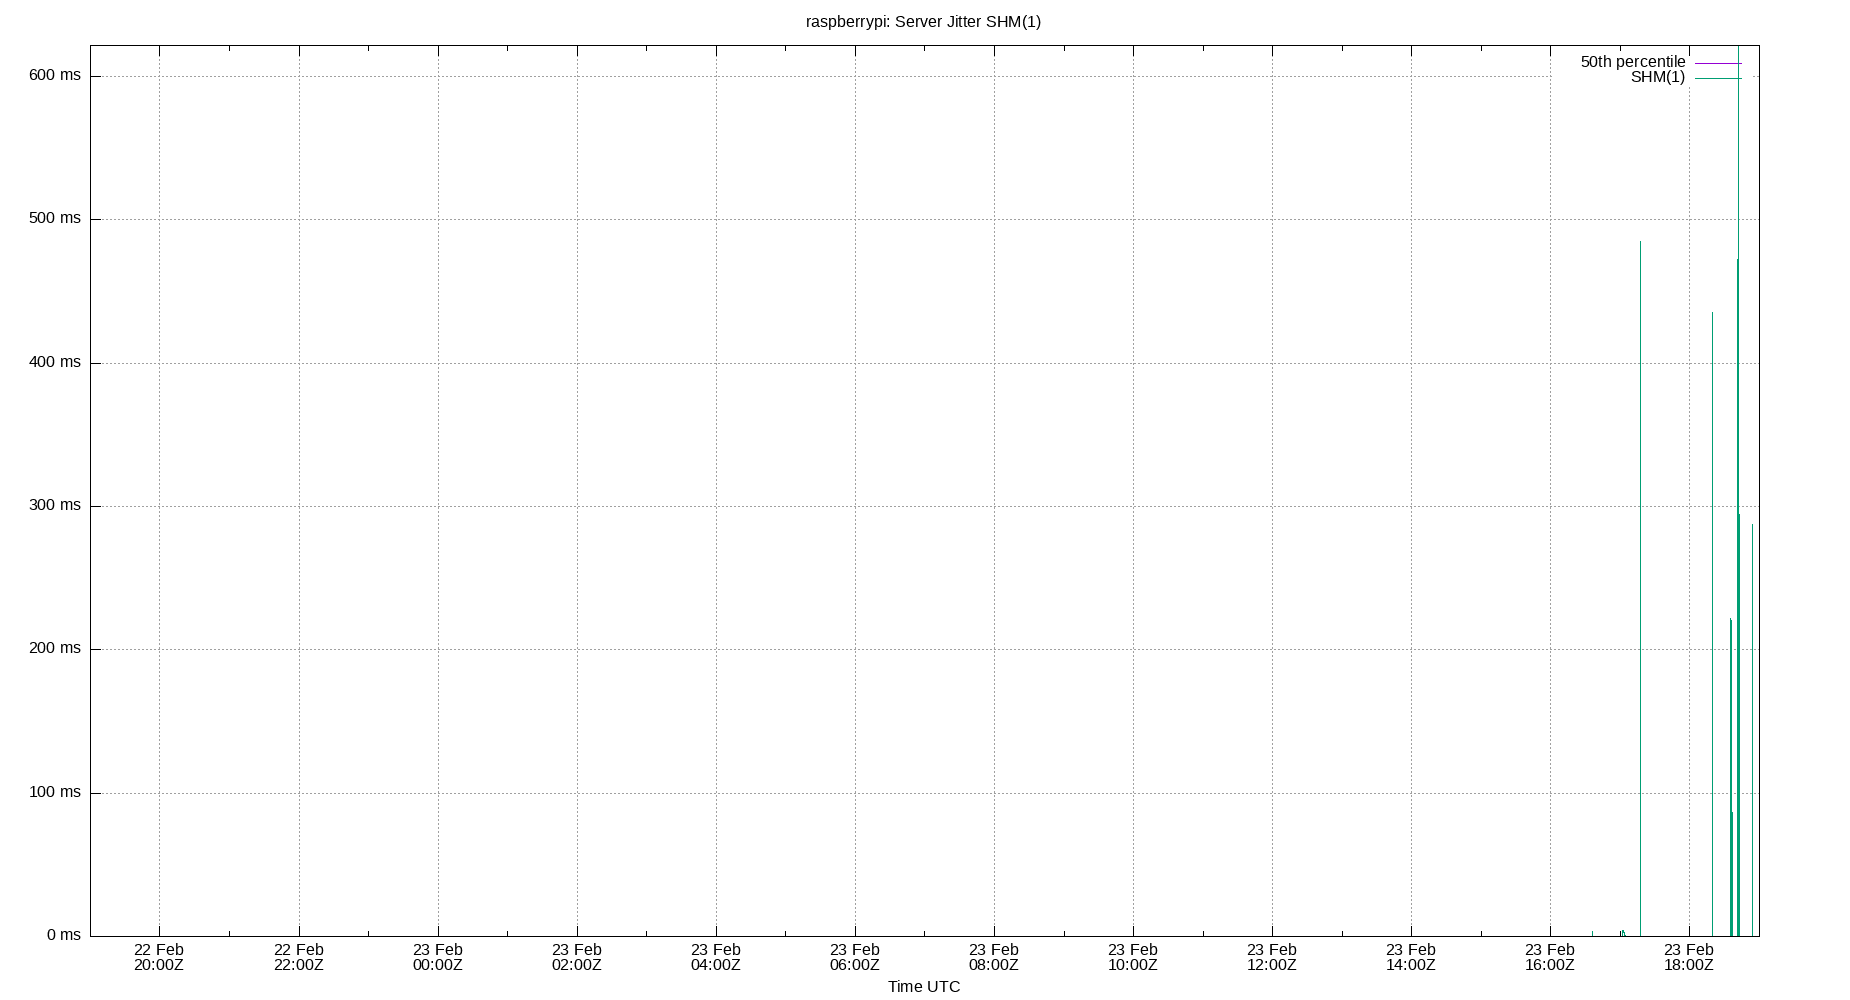 raspberrypi: Server Jitter SHM(1)
50th percentile
SHM(1)
600 ms
500 ms
400 ms
300 ms
200 ms
100 ms
0 ms
22 Feb 22 Feb 23 Feb 23 Feb 23 Feb 23 Feb 23 Feb 23 Feb 23 Feb 23 Feb 23 Feb 23 Feb
20:00Z 22:00Z 00:00Z 02:00Z 04:00Z 06:00Z 08:00Z 10:00Z 12:00Z 14:00Z 16:00Z 18:00Z
Time UTC